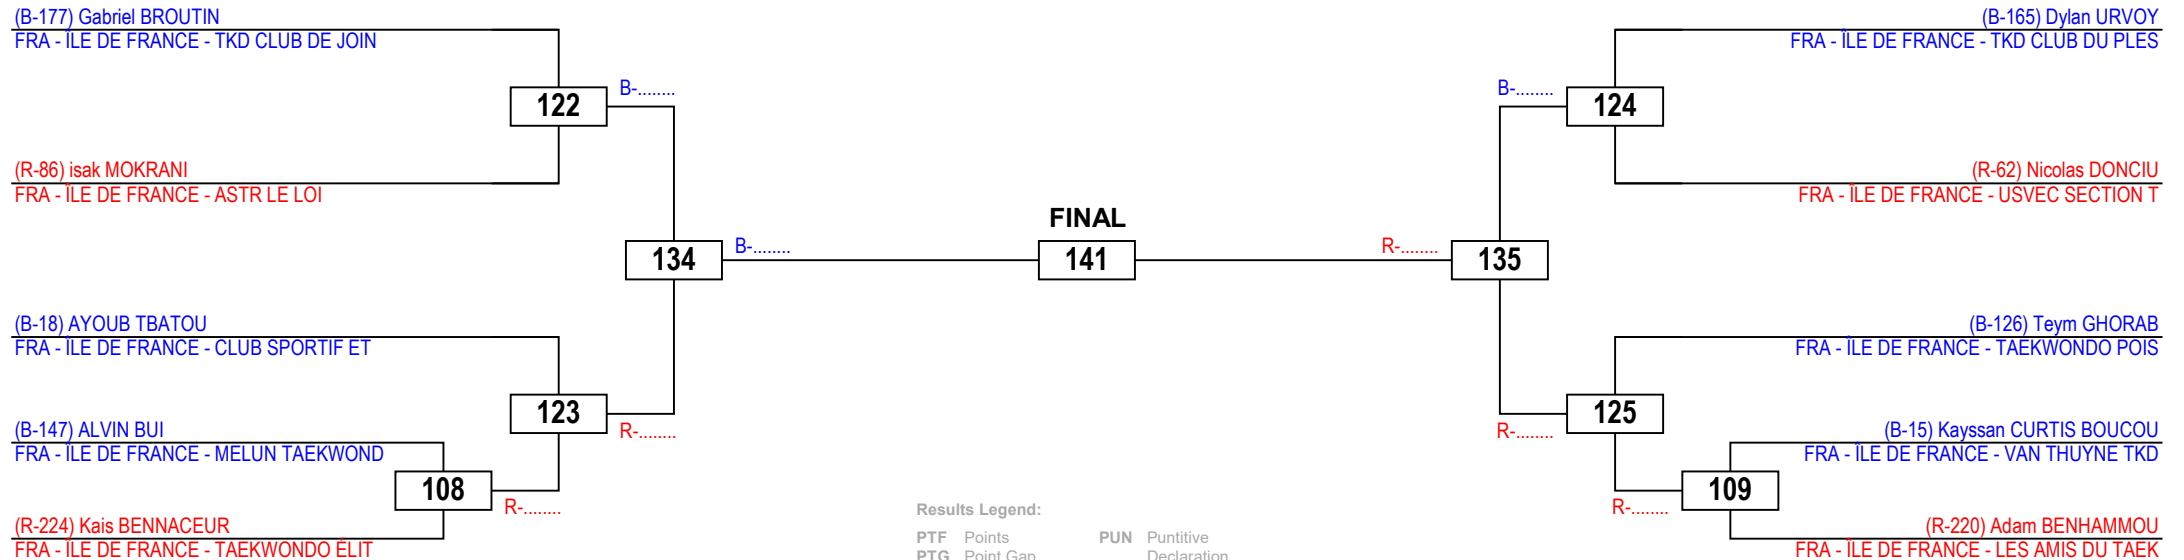 (B-177) Gabriel BROUTIN
FRA - ÎLE DE FRANCE - TKD CLUB DE JOIN
122
B-........
(R-86) isak MOKRANI
FRA - ÎLE DE FRANCE - ASTR LE LOI
134
B-........
(B-18) AYOUB TBATOU
FRA - ÎLE DE FRANCE - CLUB SPORTIF ET
123
R-........
(B-147) ALVIN BUI
FRA - ÎLE DE FRANCE - MELUN TAEKWOND
108
R-........
(R-224) Kais BENNACEUR
FRA - ÎLE DE FRANCE - TAEKWONDO ÉLIT
FINAL
141
(B-165) Dylan URVOY
FRA - ÎLE DE FRANCE - TKD CLUB DU PLES
B-........
124
(R-62) Nicolas DONCIU
FRA - ÎLE DE FRANCE - USVEC SECTION T
R-........
135
(B-126) Teym GHORAB
FRA - ÎLE DE FRANCE - TAEKWONDO POIS
R-........
125
(B-15) Kayssan CURTIS BOUCOU
FRA - ÎLE DE FRANCE - VAN THUYNE TKD
R-........
109
(R-220) Adam BENHAMMOU
FRA - ÎLE DE FRANCE - LES AMIS DU TAEK
Results Legend:
PTF Points PUN Puntitive
PTG Point Gap Declaration